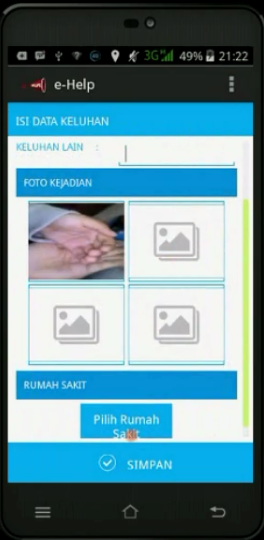 3G 49% 21:22
e-Help
ISI DATA KELUHAN
KELUHAN LAIN :
FOTO KEJADIAN
RUMAH SAKIT
Pilih Rumah
Sakit
SIMPAN